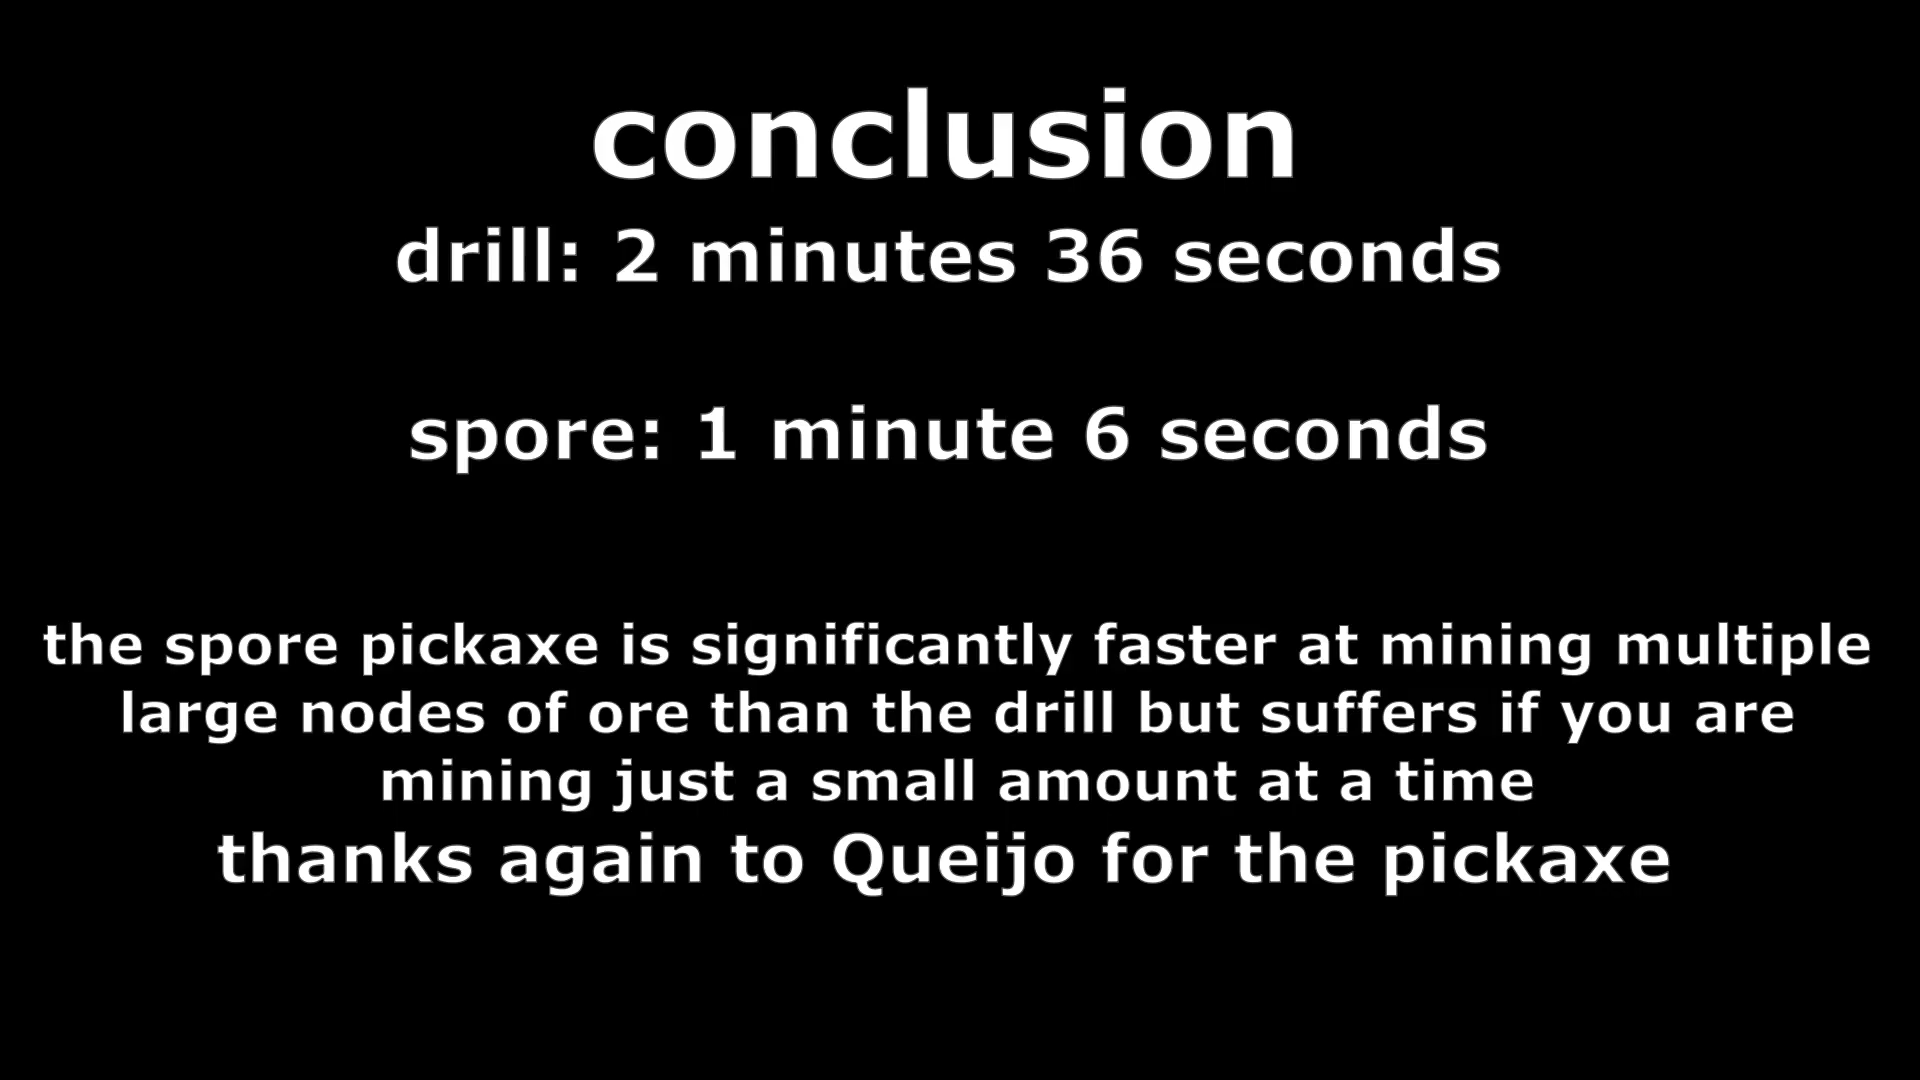 conclusion
drill: 2 minutes 36 seconds
spore: 1 minute 6 seconds
the spore pickaxe is significantly faster at mining multiple
large nodes of ore than the drill but suffers if you are
mining just a small amount at a time
thanks again to Queijo for the pickaxe